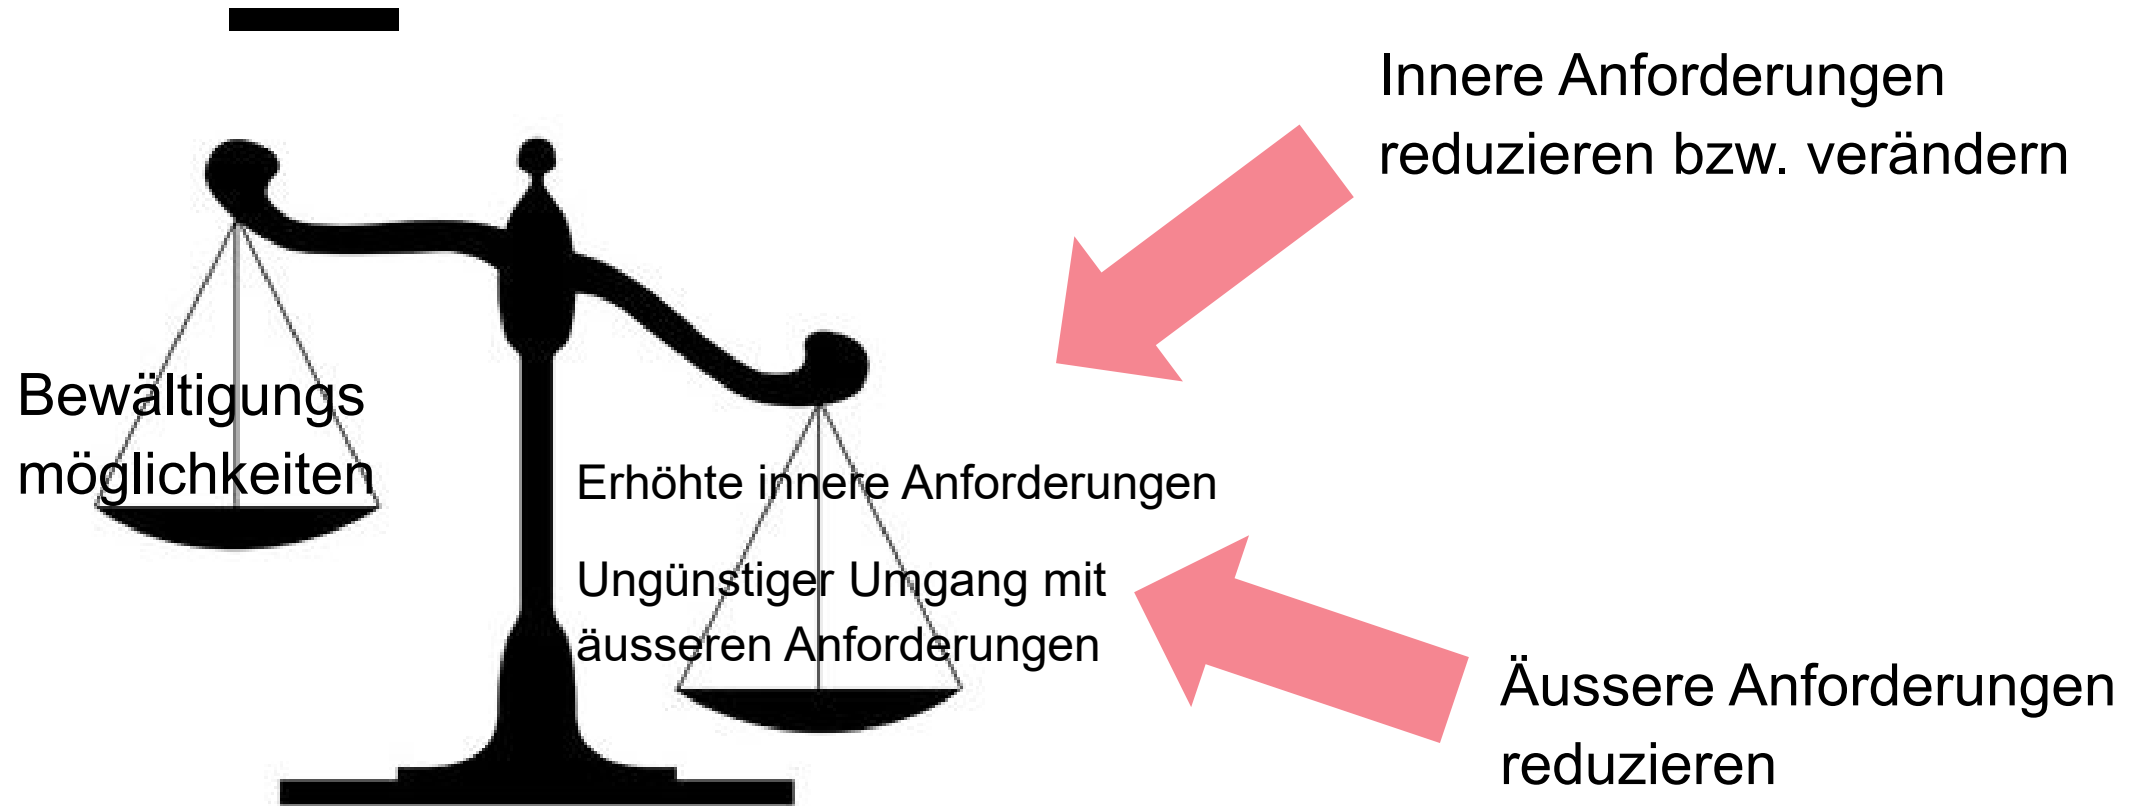 Innere Anforderungen
reduzieren bzw. verändern
Bewältigungs
möglichkeiten
Erhöhte innere Anforderungen
Ungünstiger Umgang mit
äusseren Anforderungen
Äussere Anforderungen
reduzieren